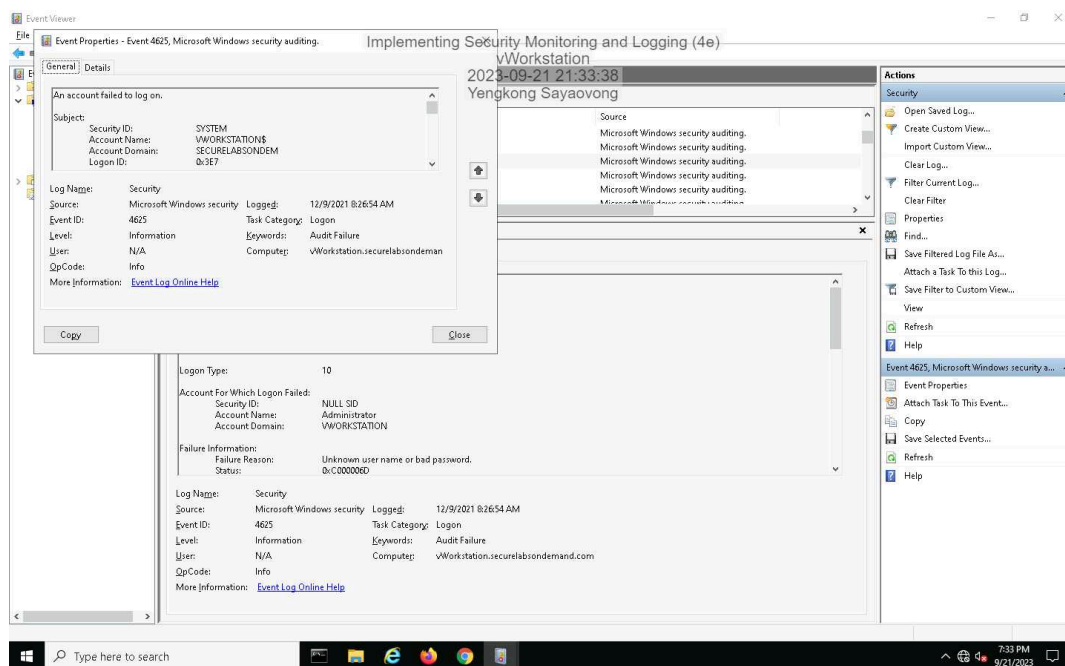 Event Viewer
File
Event Properties - Event 4625, Microsoft Windows security auditing.
Implementing Security Monitoring and Logging (4e)
vWorkstation
2023-09-21 21:33:38
Yengkong Sayaovong
General Details
An account failed to log on.
Subject:
Security ID: SYSTEM
Account Name: VWORKSTATION$
Account Domain: SECURELABSONDEM
Logon ID: 0x3E7
Log Name: Security
Source: Microsoft Windows security Logged: 12/9/2021 8:26:54 AM
Event ID: 4625 Task Category: Logon
Level: Information Keywords: Audit Failure
User: N/A Computer: vWorkstation.securelabsondeman
OpCode: Info
More Information: Event Log Online Help
Copy Close
Source
Microsoft Windows security auditing.
Microsoft Windows security auditing.
Microsoft Windows security auditing.
Microsoft Windows security auditing.
Microsoft Windows security auditing.
Microsoft Windows security auditing
Logon Type: 10
Account For Which Logon Failed:
Security ID: NULL SID
Account Name: Administrator
Account Domain: VWORKSTATION
Failure Information:
Failure Reason: Unknown user name or bad password.
Status: 0xC000006D
Log Name: Security
Source: Microsoft Windows security Logged: 12/9/2021 8:26:54 AM
Event ID: 4625 Task Category: Logon
Level: Information Keywords: Audit Failure
User: N/A Computer: vWorkstation.securelabsondemand.com
OpCode: Info
More Information: Event Log Online Help
Actions
Security
Open Saved Log...
Create Custom View...
Import Custom View...
Clear Log...
Filter Current Log...
Clear Filter
Properties
Find...
Save Filtered Log File As...
Attach a Task To this Log...
Save Filter to Custom View...
View
Refresh
Help
Event 4625, Microsoft Windows security a...
Event Properties
Attach Task To This Event...
Copy
Save Selected Events...
Refresh
Help
Type here to search
7:33 PM
9/21/2023